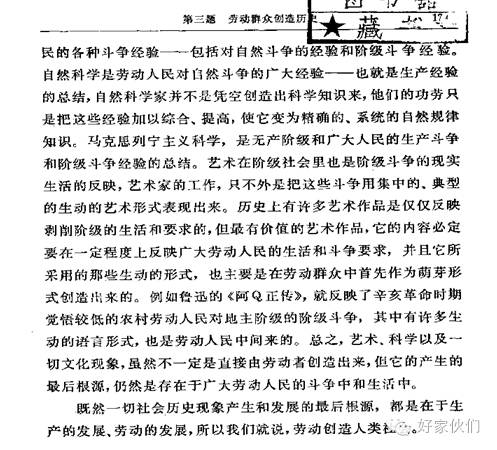 第三题 劳动群众创造历史
藏
17
民的各种斗争经验——包括对自然斗争的经验和阶级斗争经验。
自然科学是劳动人民对自然斗争的广大经验——也就是生产经验
的总结，自然科学家并不是凭空创造出科学知识来，他们的功劳只
是把这些经验加以综合、提高，使它变为精确的、系统的自然规律
知识。马克思列宁主义科学，是无产阶级和广大人民的生产斗争
和阶级斗争经验的总结。艺术在阶级社会里也是阶级斗争的现实
生活的反映，艺术家的工作，只不外是把这些斗争用集中的、典型
的生动的艺术形式表现出来。历史上有许多艺术作品是仅仅反映
剥削阶级的生活和要求的，但最有价值的艺术作品，它的内容必定
要在一定程度上反映广大劳动人民的生活和斗争要求，并且它所
采用的那些生动的形式，也主要是在劳动群众中首先作为萌芽形
式创造出来的。例如鲁迅的《阿Q正传》，就反映了辛亥革命时期
觉悟较低的农村劳动人民对地主阶级的阶级斗争，其中有许多生
动的语言形式，也是劳动人民中间来的。总之，艺术、科学以及一
切文化现象，虽然不一定是直接由劳动者创造出来，但它的产生的
最后根源，仍然是存在于广大劳动人民的斗争中和生活中。
既然一切社会历史现象产生和发展的最后根源，都是在于生
产的发展、劳动的发展，所以我们就说，劳动创造人类社
好家伙们